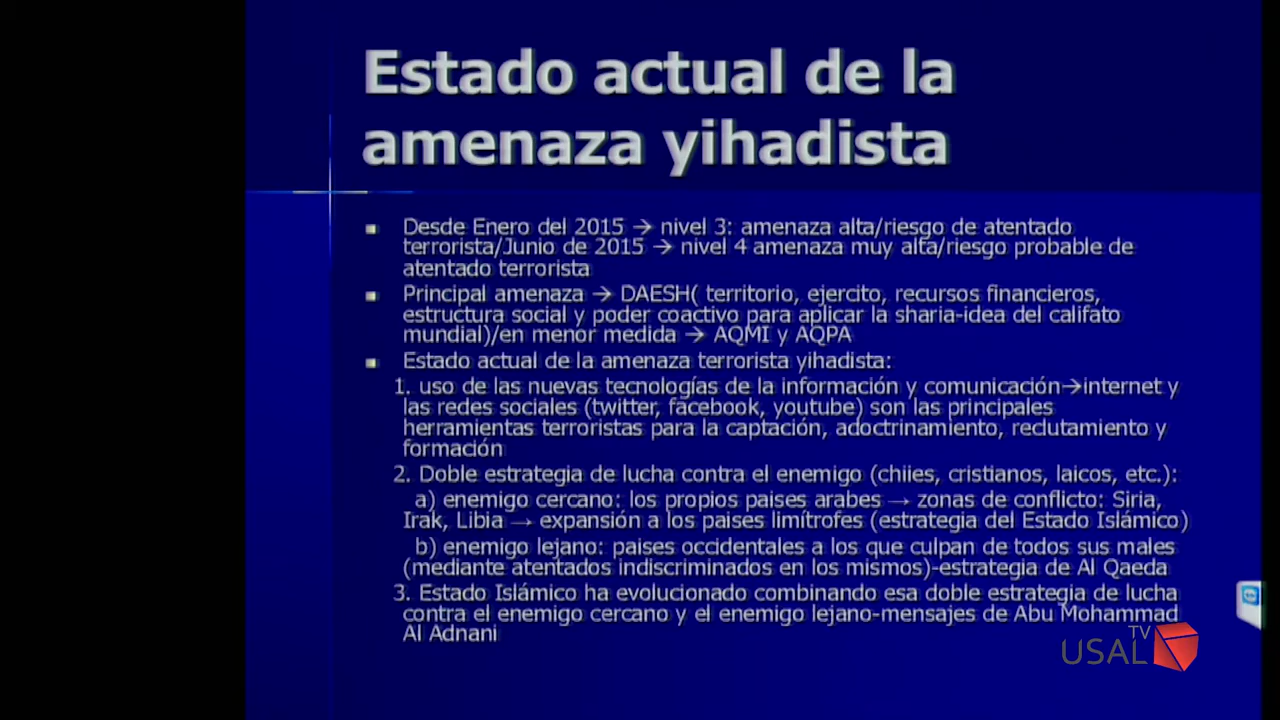 Estado actual de la
amenaza yihadista
Desde Enero del 2015 → nivel 3: amenaza alta/riesgo de atentado
terrorista/Junio de 2015 → nivel 4 amenaza muy alta/riesgo probable de
atentado terrorista
Principal amenaza → DAESH( territorio, ejercito, recursos financieros,
estructura social y poder coactivo para aplicar la sharia-idea del califato
mundial)/en menor medida → AQMI y AQPA
Estado actual de la amenaza terrorista yihadista:
1. uso de las nuevas tecnologías de la información y comunicación→internet y
las redes sociales (twitter, facebook, youtube) son las principales
herramientas terroristas para la captación, adoctrinamiento, reclutamiento y
formación
2. Doble estrategia de lucha contra el enemigo (chiies, cristianos, laicos, etc.):
a) enemigo cercano: los propios paises arabes → zonas de conflicto: Siria,
Irak, Libia → expansión a los paises limítrofes (estrategia del Estado Islámico)
b) enemigo lejano: paises occidentales a los que culpan de todos sus males
(mediante atentados indiscriminados en los mismos)-estrategia de Al Qaeda
3. Estado Islámico ha evolucionado combinando esa doble estrategia de lucha
contra el enemigo cercano y el enemigo lejano-mensajes de Abu Mohammad
Al Adnani
USAL TV